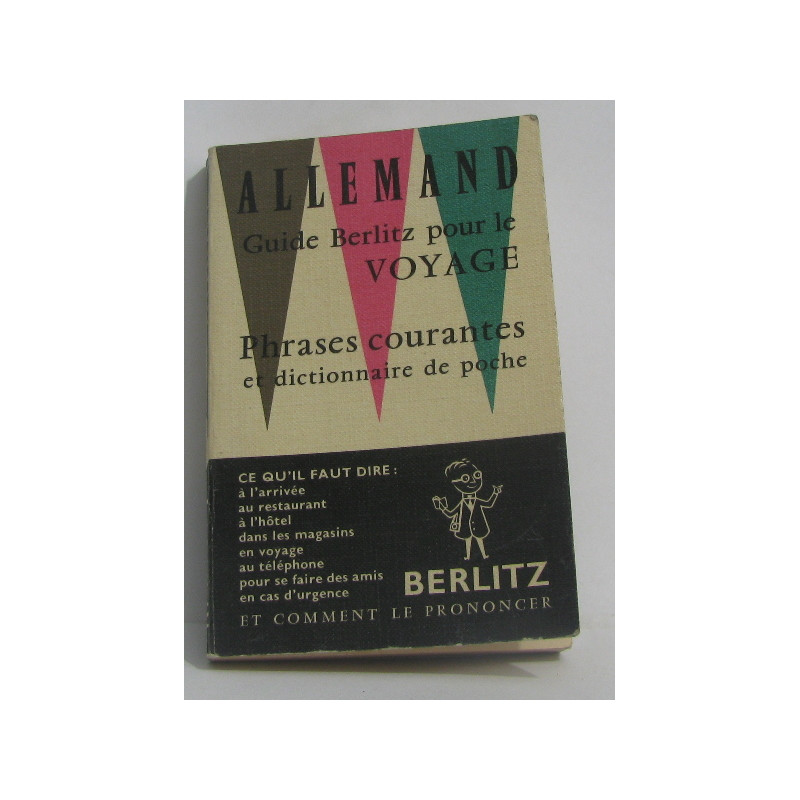 ALLEMAND
Guide Berlitz pour le
VOYAGE
Phrases courantes
et dictionnaire de poche
CE QU'IL FAUT DIRE :
à l'arrivée
au restaurant
à l'hôtel
dans les magasins
en voyage
au téléphone
pour se faire des amis
en cas d'urgence
BERLITZ
ET COMMENT LE PRONONCER